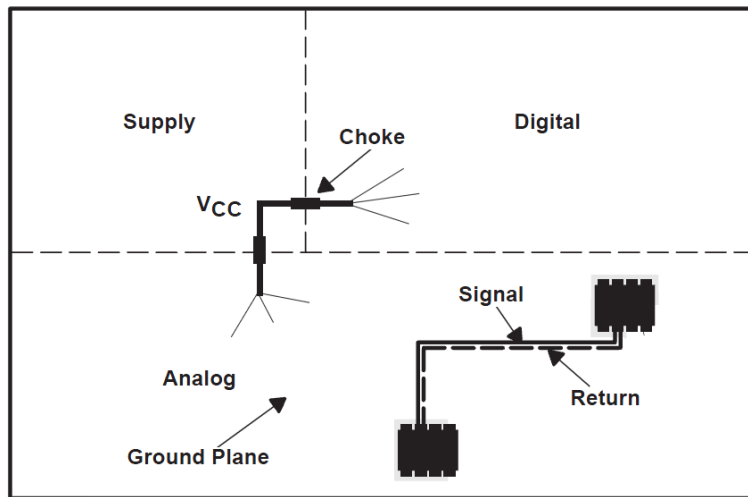 Supply
Digital
Choke
VCC
Signal
Analog
Return
Ground Plane